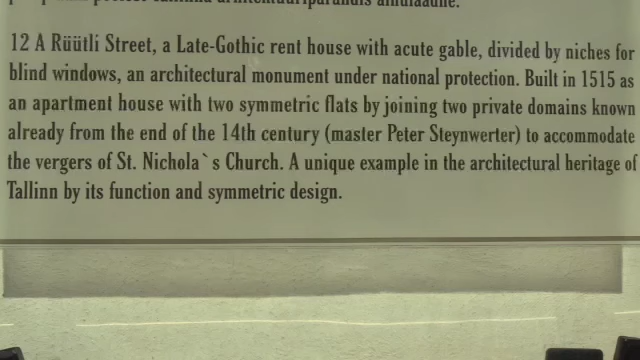 12 A Rüütli Street, a Late-Gothic rent house with acute gable, divided by niches for
blind windows, an architectural monument under national protection. Built in 1515 as
an apartment house with two symmetric flats by joining two private domains known
already from the end of the 14th century (master Peter Steynwerter) to accommodate
the vergers of St. Nichola`s Church. A unique example in the architectural heritage of
Tallinn by its function and symmetric design.